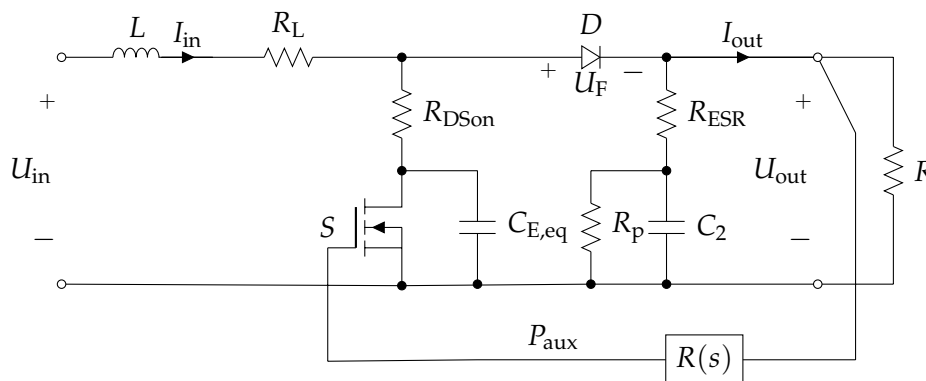 L
I_in
R_L
D
I_out
+
−
U_F
R_DSon
R_ESR
+
+
U_in
U_out
R
S
C_E,eq
R_p
C_2
−
−
P_aux
R(s)